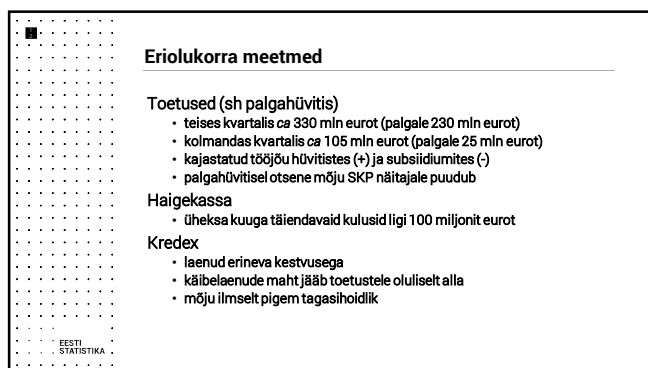 Eriolukorra meetmed
Toetused (sh palgahüvitis)
• teises kvartalis ca 330 mln eurot (palgale 230 mln eurot)
• kolmandas kvartalis ca 105 mln eurot (palgale 25 mln eurot)
• kajastatud tööjõu hüvitistes (+) ja subsiidiumites (-)
• palgahüvitisel otsene mõju SKP näitajale puudub
Haigekassa
• üheksa kuuga täiendavaid kulusid ligi 100 miljonit eurot
Kredex
• laenud erineva kestvusega
• käibelaenude maht jääb toetustele oluliselt alla
• mõju ilmselt pigem tagasihoidlik
EESTI
STATISTIKA